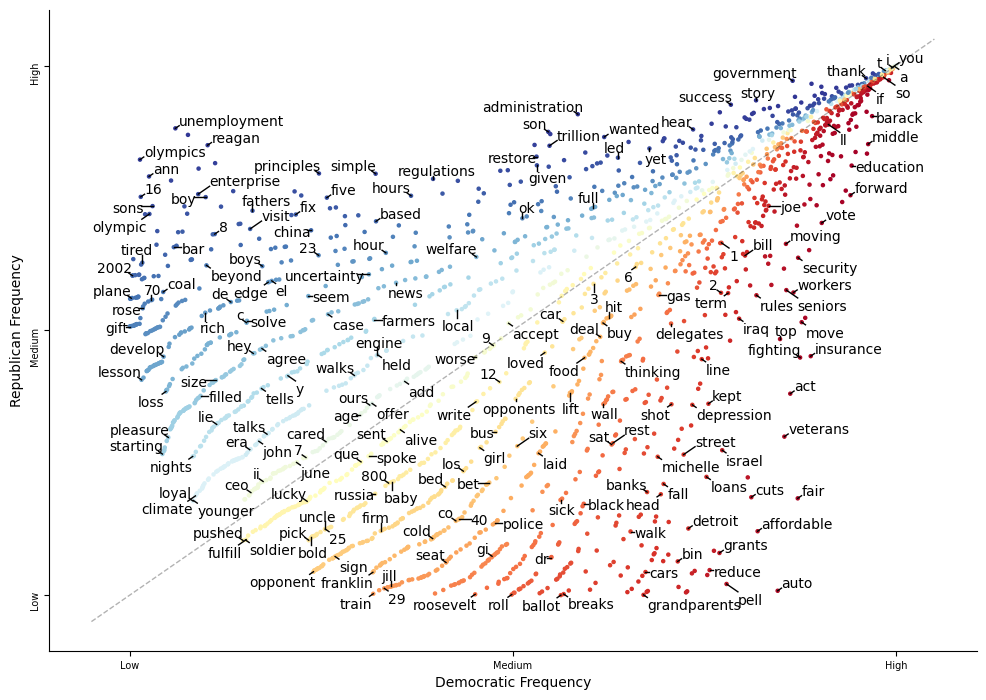 High
Medium
Low
Republican Frequency
Low
Medium
High
Democratic Frequency
t i you
thank a
government so
success story if
administration barack
son trillion wanted hear middle
unemployment ll
reagan led yet
olympics restore education
ann principles simple regulations given forward
16 enterprise five hours full joe
sons boy fathers fix based ok vote
olympic 8 visit
tired bar china 23 hour welfare 1 bill moving
2002 beyond boys uncertainty 6 security
plane 70 coal de edge el seem news 3 2 workers
rose c term gas rules seniors
gift rich solve case farmers local car hit
9 accept deal buy delegates iraq top move
develop hey agree engine worse loved fighting insurance
lesson size walks held food thinking line
loss filled tells y add 12 act
lie ours age offer write opponents lift wall shot kept depression
pleasure talks
starting era cared sent alive bus six sat rest street veterans
nights john 7 que spoke girl laid michelle israel
loyal ceo ii june 800 los bet banks loans cuts fair
climate younger lucky russia baby bed sick black head fall
pushed uncle firm co 40 police walk detroit affordable
fulfill soldier pick bold 25 cold gi dr bin grants
opponent sign seat cars reduce
franklin jill pell auto
train 29 roosevelt roll ballot breaks grandparents